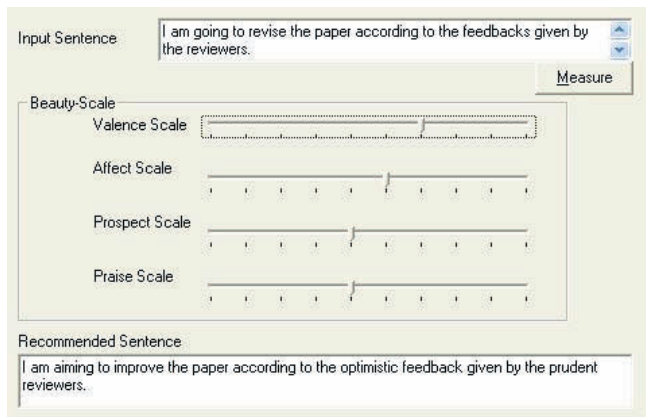 Input Sentence
I am going to revise the paper according to the feedbacks given by
the reviewers.
Measure
Beauty-Scale
Valence Scale
Affect Scale
Prospect Scale
Praise Scale
Recommended Sentence
I am aiming to improve the paper according to the optimistic feedback given by the prudent
reviewers.